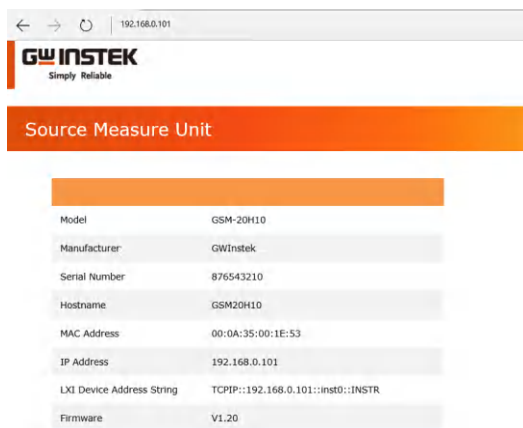 192.168.0.101
GWINSTEK
Simply Reliable
Source Measure Unit
Model GSM-20H10
Manufacturer GWInstek
Serial Number 876543210
Hostname GSM20H10
MAC Address 00:0A:35:00:1E:53
IP Address 192.168.0.101
LXI Device Address String TCPIP::192.168.0.101::inst0::INSTR
Firmware V1.20